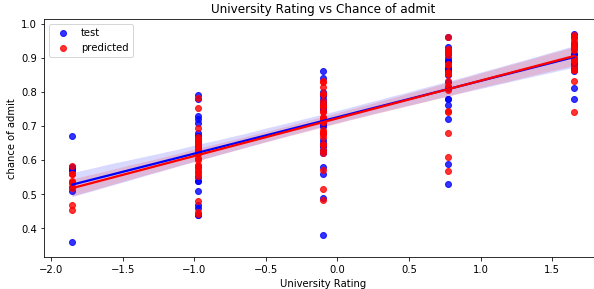 University Rating vs Chance of admit
test
predicted
chance of admit
1.0
0.9
0.8
0.7
0.6
0.5
0.4
−2.0 −1.5 −1.0 −0.5 0.0 0.5 1.0 1.5
University Rating